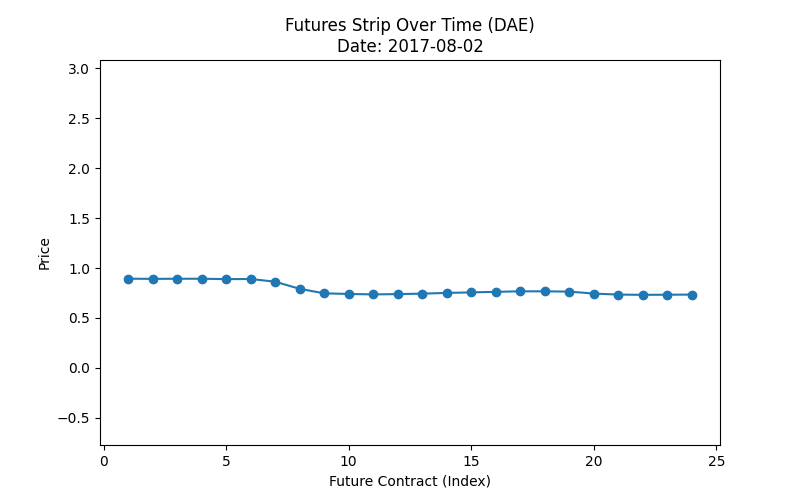 Futures Strip Over Time (DAE)
Date: 2017-08-02
3.0
2.5
2.0
1.5
1.0
0.5
0.0
−0.5
Price
0 5 10 15 20 25
Future Contract (Index)